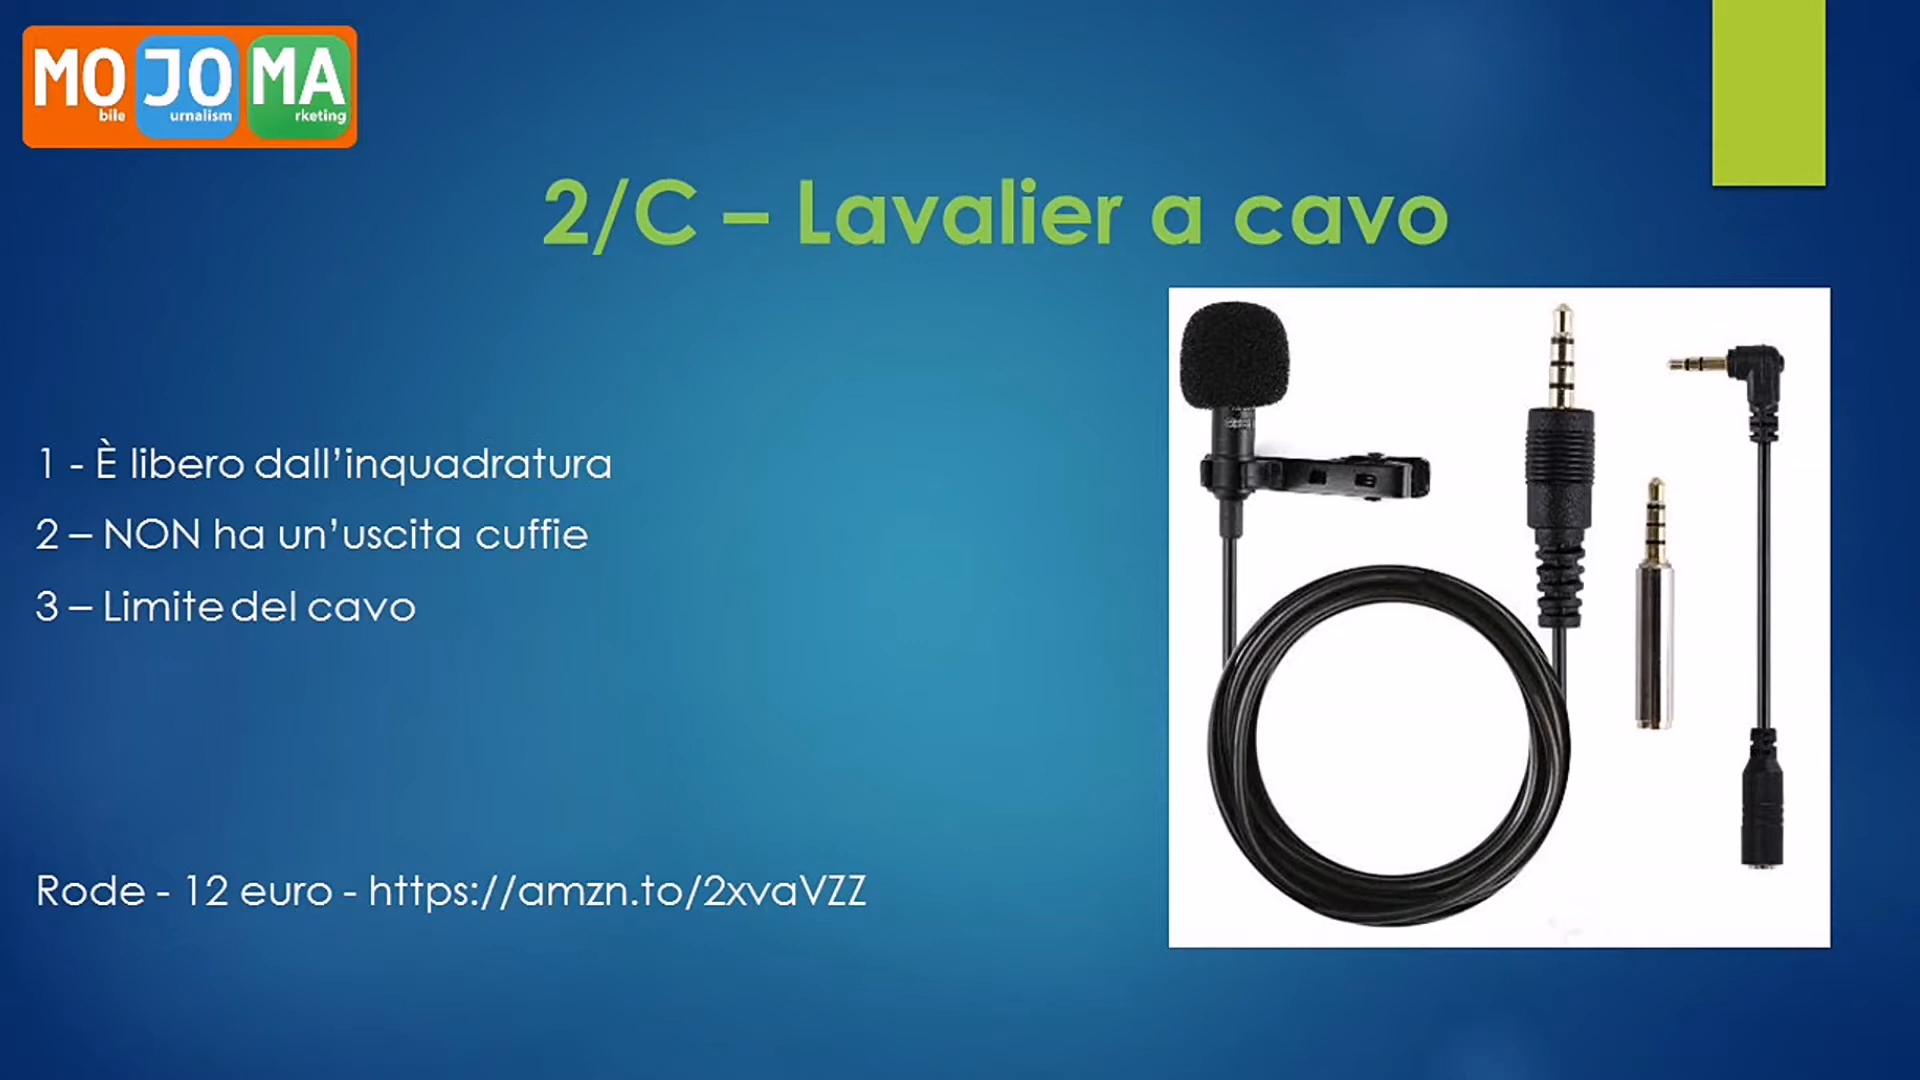 MO JO MA
bile urnalism rketing
2/C – Lavalier a cavo
1 - È libero dall’inquadratura
2 – NON ha un’uscita cuffie
3 – Limite del cavo
Rode - 12 euro - https://amzn.to/2xvaVZZ